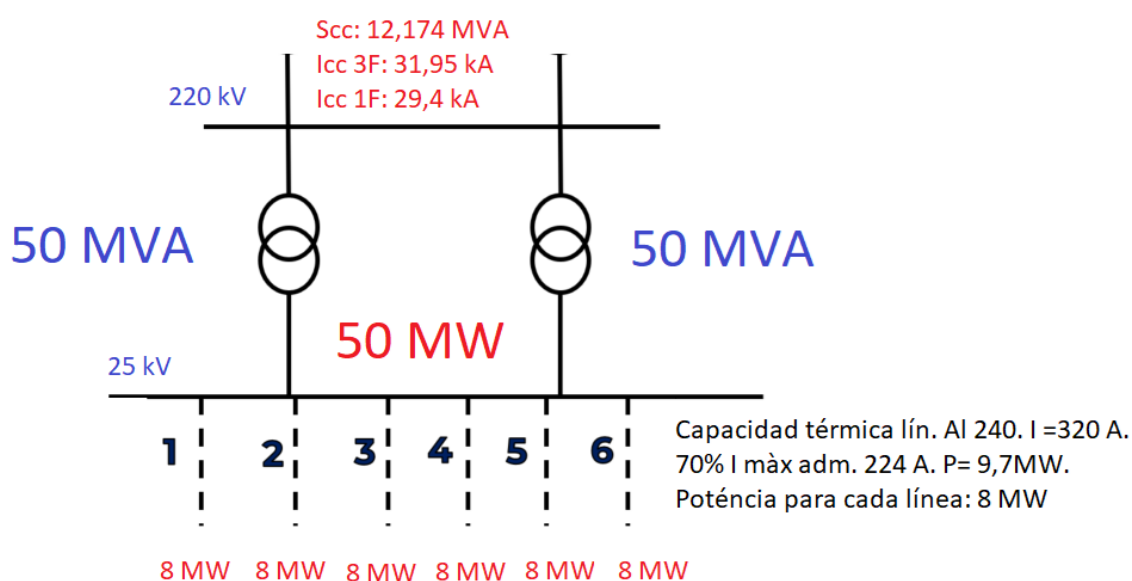 Scc: 12,174 MVA
Icc 3F: 31,95 kA
220 kV
Icc 1F: 29,4 kA
50 MVA
50 MVA
50 MW
25 kV
1 2 3 4 5 6
Capacidad térmica lín. Al 240. I =320 A.
70% I màx adm. 224 A. P= 9,7MW.
Poténcia para cada línea: 8 MW
8 MW 8 MW 8 MW 8 MW 8 MW 8 MW